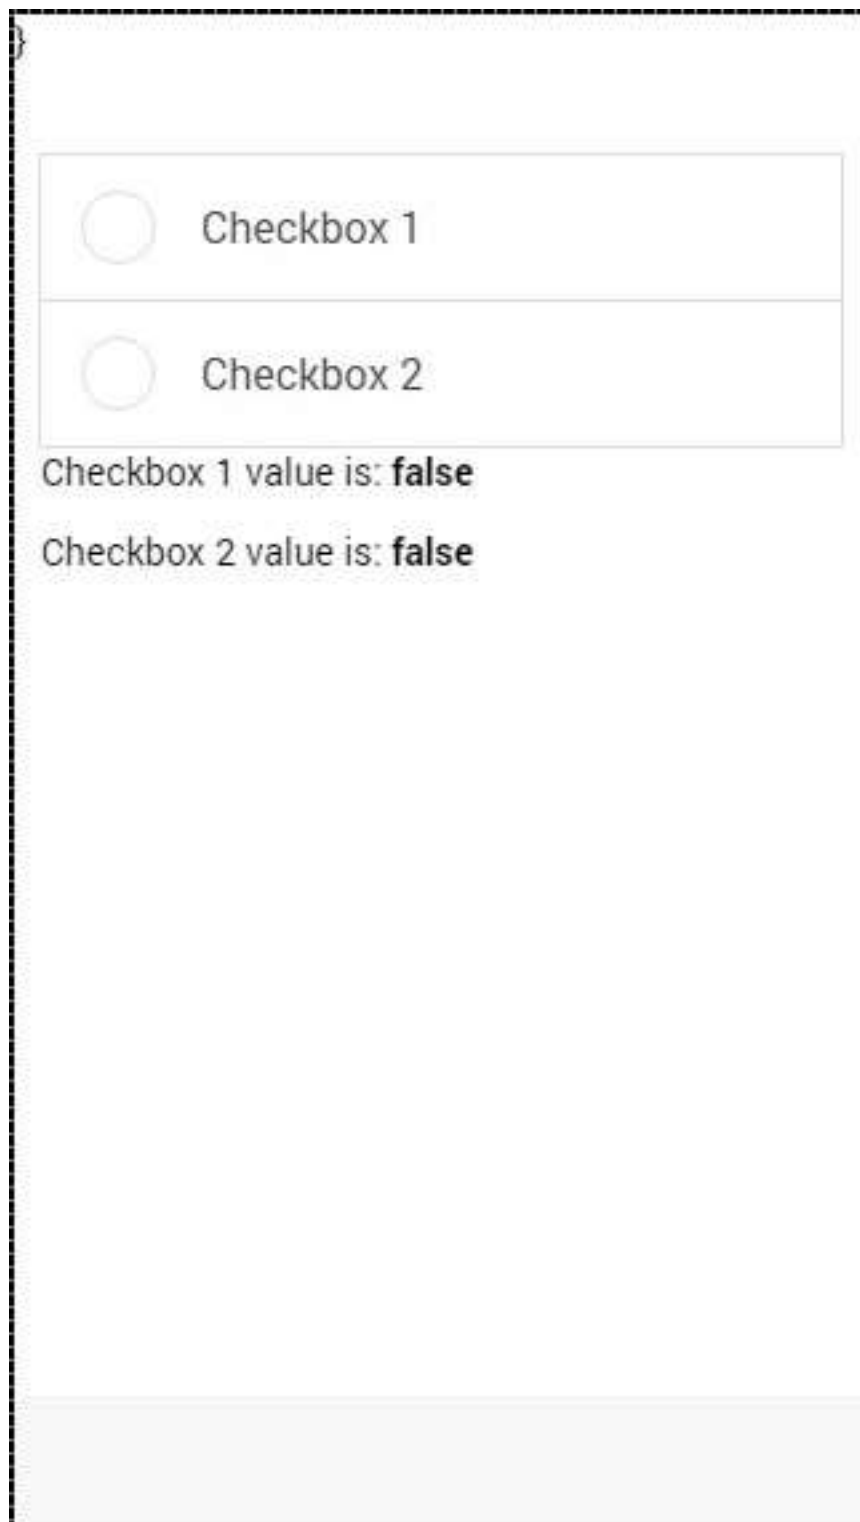 }
Checkbox 1
Checkbox 2
Checkbox 1 value is: false
Checkbox 2 value is: false